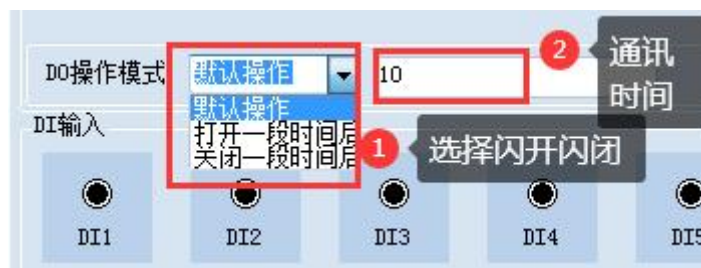 DO操作模式 默认操作 10
2 通讯时间
默认操作
打开一段时间后
关闭一段时间后
DI输入
1 选择闪开闪闭
DI1 DI2 DI3 DI4 DI5